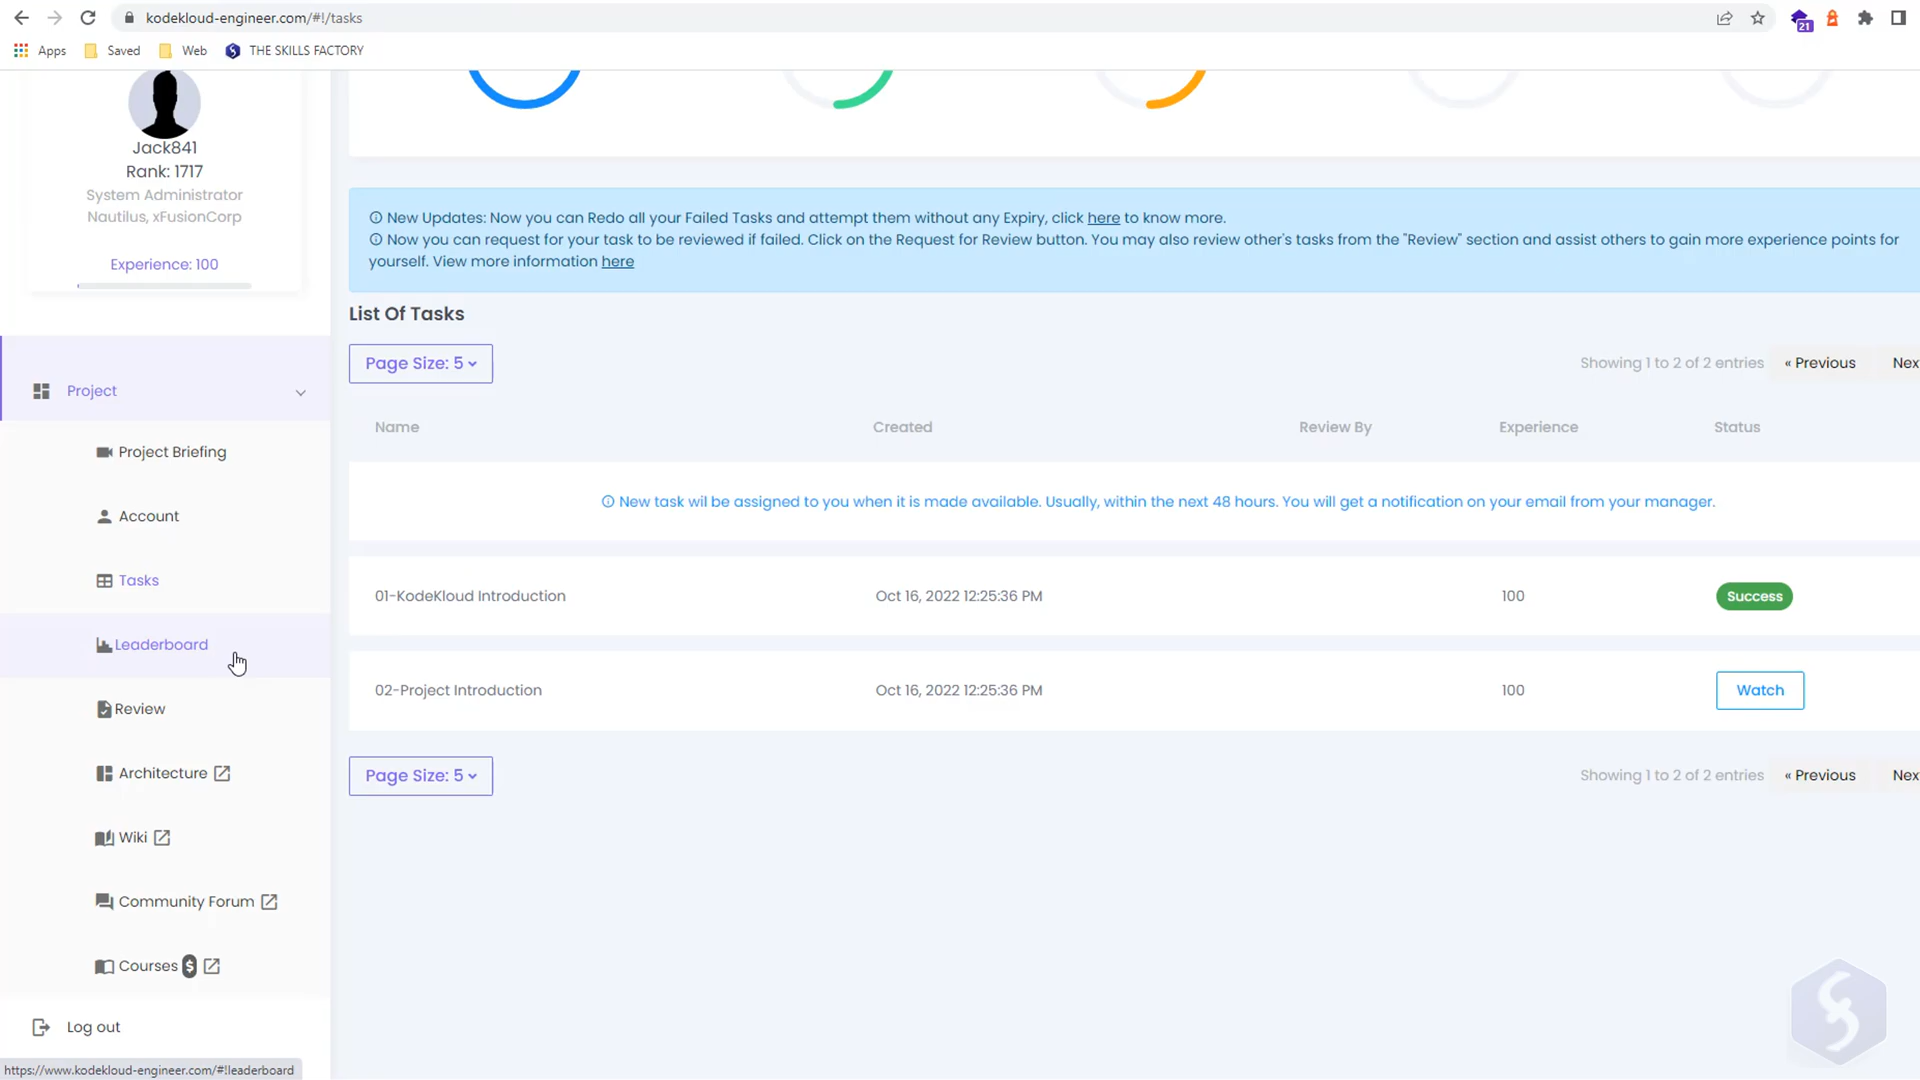 kodekloud-engineer.com/#!/tasks
21
Apps
Saved
Web
THE SKILLS FACTORY
Jack841
Rank: 1717
System Administrator
Nautilus, xFusionCorp
Experience: 100
Project
Project Briefing
Account
Tasks
Leaderboard
Review
Architecture
Wiki
Community Forum
Courses $
Log out
https://www.kodekloud-engineer.com/#!leaderboard
New Updates: Now you can Redo all your Failed Tasks and attempt them without any Expiry, click here to know more.
Now you can request for your task to be reviewed if failed. Click on the Request for Review button. You may also review other's tasks from the "Review" section and assist others to gain more experience points for
yourself. View more information here
List Of Tasks
Page Size: 5
Showing 1 to 2 of 2 entries
« Previous
Nex
Name Created Review By Experience Status
New task wil be assigned to you when it is made available. Usually, within the next 48 hours. You will get a notification on your email from your manager.
01-KodeKloud Introduction Oct 16, 2022 12:25:36 PM 100 Success
02-Project Introduction Oct 16, 2022 12:25:36 PM 100 Watch
Page Size: 5
Showing 1 to 2 of 2 entries
« Previous
Nex